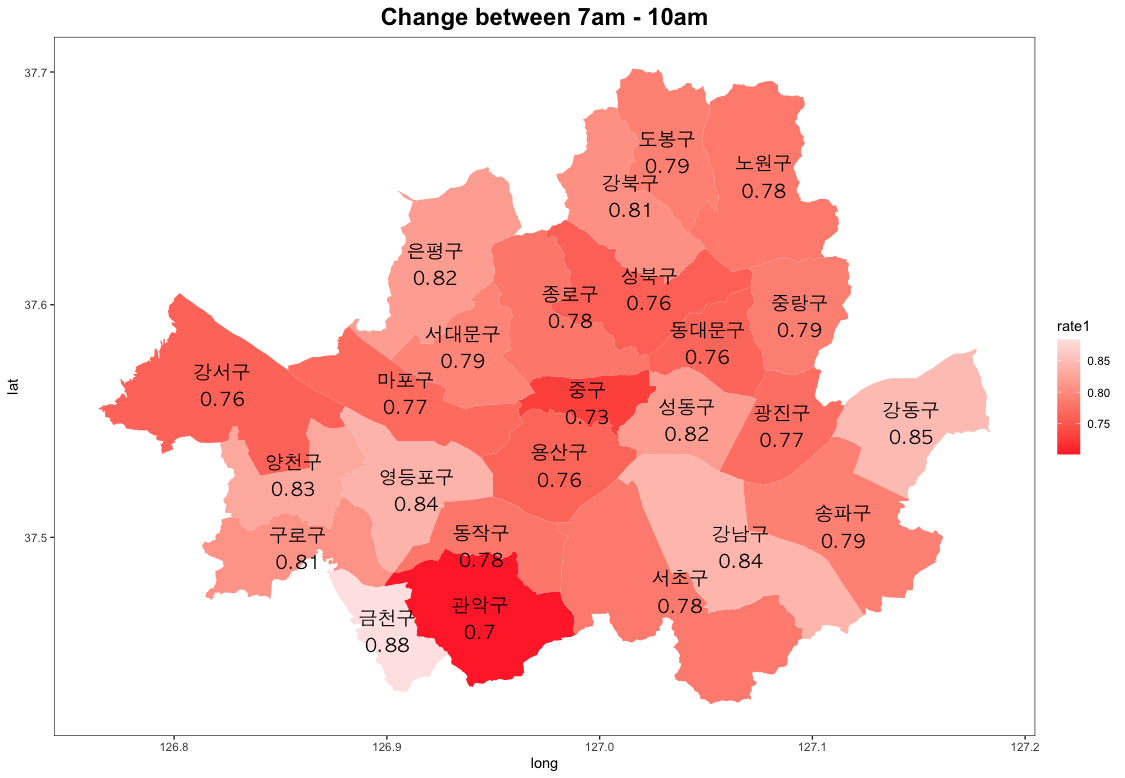 Change between 7am - 10am
37.7
37.6
37.5
lat
도봉구
0.79
노원구
0.78
강북구
0.81
은평구
0.82
성북구
0.76
종로구
0.78
중랑구
0.79
서대문구
0.79
동대문구
0.76
강서구
0.76
마포구
0.77
중구
0.73
성동구
0.82
광진구
0.77
강동구
0.85
양천구
0.83
영등포구
0.84
용산구
0.76
송파구
0.79
구로구
0.81
동작구
0.78
강남구
0.84
서초구
0.78
금천구
0.88
관악구
0.7
rate1
0.85
0.80
0.75
126.8
126.9
127.0
127.1
127.2
long